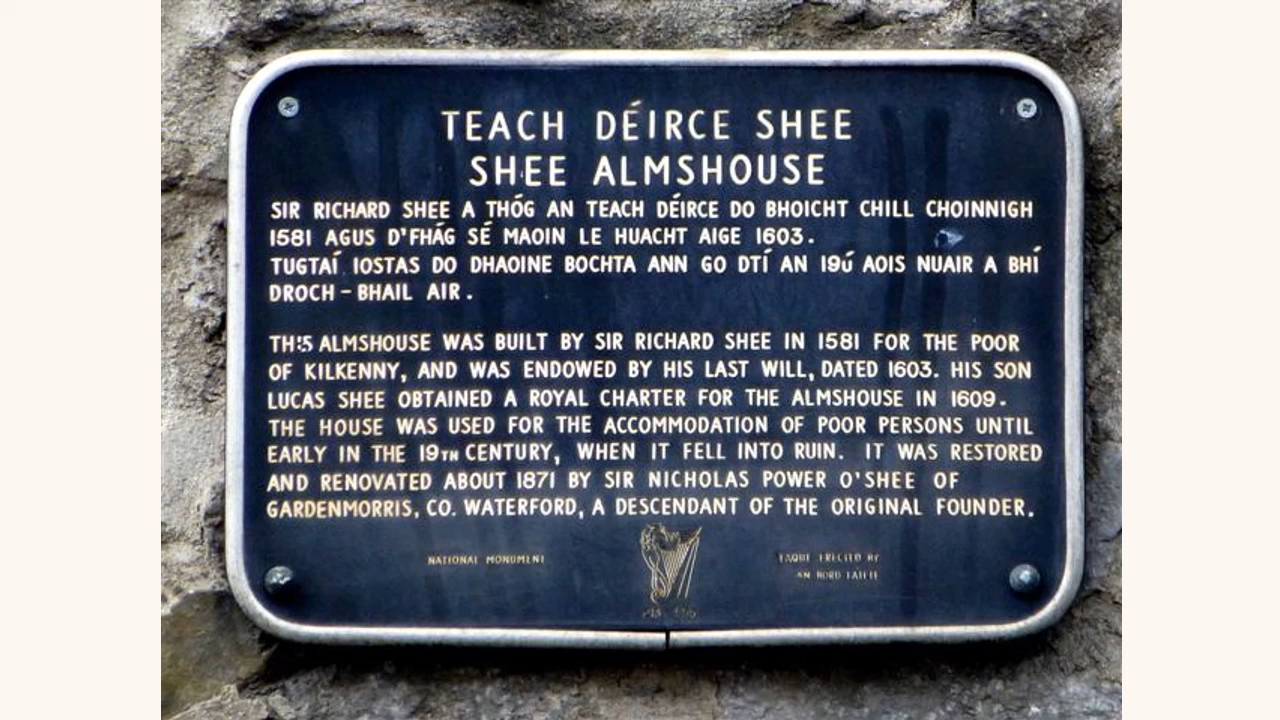 TEACH DÉIRCE SHEE
SHEE ALMSHOUSE
SIR RICHARD SHEE A THÓG AN TEACH DÉIRCE DO BHOICHT CHILL CHOINNIGH
1581 AGUS D'FHÁG SÉ MAOIN LE HUACHT AIGE 1603.
TUGTAÍ IOSTAS DO DHAOINE BOCHTA ANN GO DTÍ AN 19Ú AOIS NUAIR A BHÍ
DROCH-BHAIL AIR.
THIS ALMSHOUSE WAS BUILT BY SIR RICHARD SHEE IN 1581 FOR THE POOR
OF KILKENNY, AND WAS ENDOWED BY HIS LAST WILL, DATED 1603. HIS SON
LUCAS SHEE OBTAINED A ROYAL CHARTER FOR THE ALMSHOUSE IN 1609.
THE HOUSE WAS USED FOR THE ACCOMMODATION OF POOR PERSONS UNTIL
EARLY IN THE 19TH CENTURY, WHEN IT FELL INTO RUIN. IT WAS RESTORED
AND RENOVATED ABOUT 1871 BY SIR NICHOLAS POWER O'SHEE OF
GARDENMORRIS, CO. WATERFORD, A DESCENDANT OF THE ORIGINAL FOUNDER.
NATIONAL MONUMENT
ERECTED BY